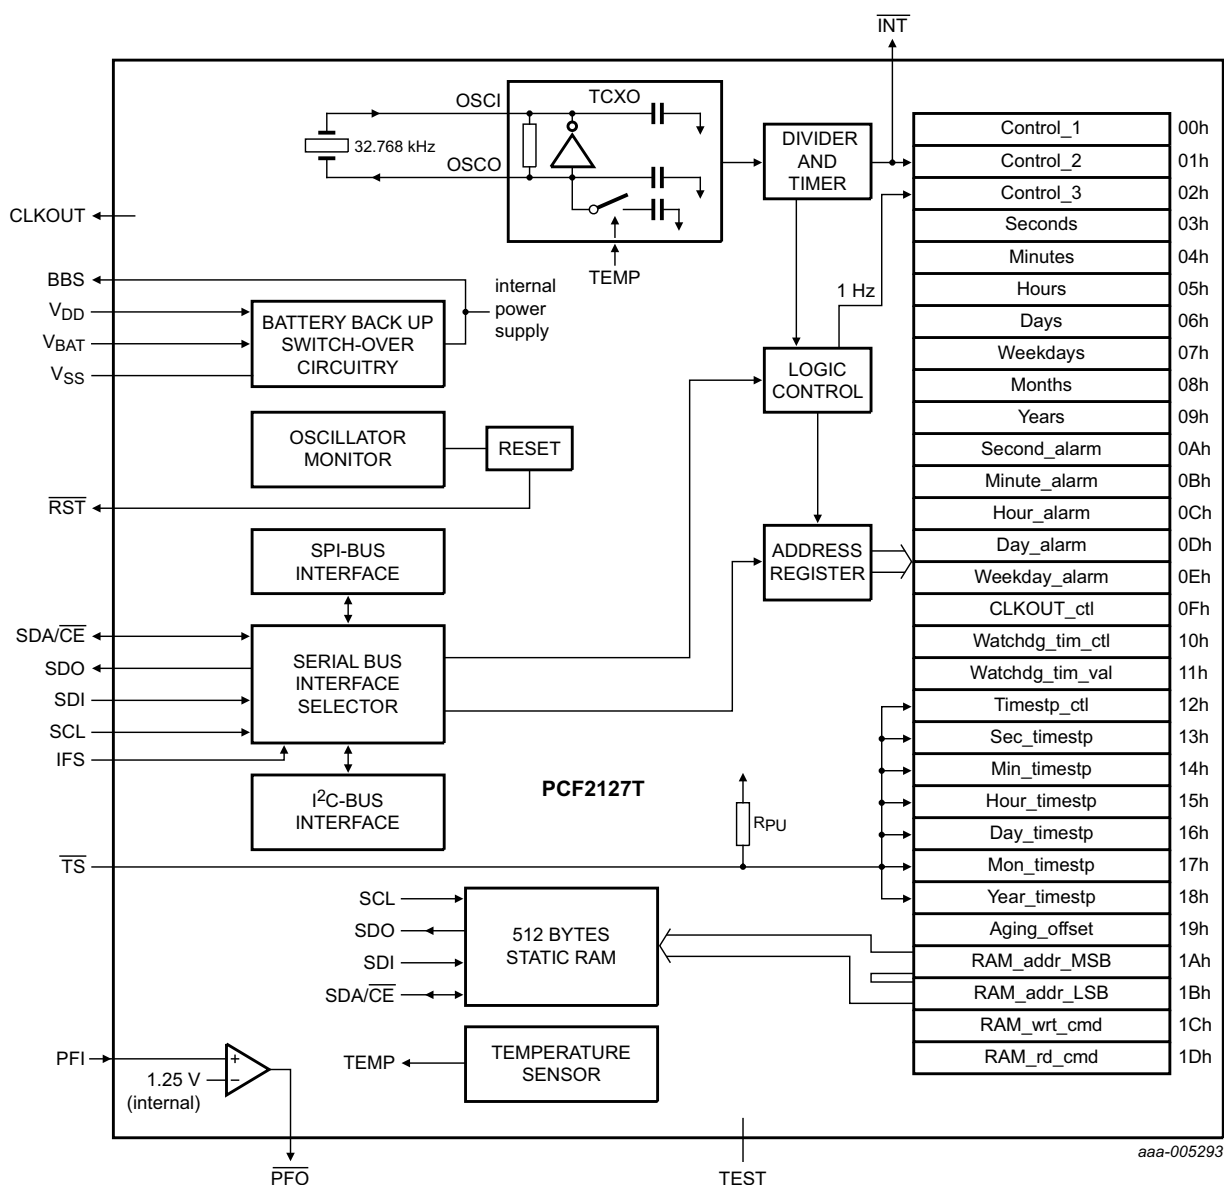 INT
OSCI
TCXO
32.768 kHz
OSCO
TEMP
DIVIDER
AND
TIMER
CLKOUT
BBS
VDD
VBAT
VSS
BATTERY BACK UP
SWITCH-OVER
CIRCUITRY
internal
power
supply
1 Hz
LOGIC
CONTROL
OSCILLATOR
MONITOR
RESET
RST
SPI-BUS
INTERFACE
ADDRESS
REGISTER
SDA/CE
SDO
SDI
SCL
IFS
SERIAL BUS
INTERFACE
SELECTOR
I2C-BUS
INTERFACE
PCF2127T
RPU
TS
SCL
SDO
SDI
SDA/CE
512 BYTES
STATIC RAM
PFI
1.25 V
(internal)
+
−
TEMP
TEMPERATURE
SENSOR
PFO
TEST
Control_1 00h
Control_2 01h
Control_3 02h
Seconds 03h
Minutes 04h
Hours 05h
Days 06h
Weekdays 07h
Months 08h
Years 09h
Second_alarm 0Ah
Minute_alarm 0Bh
Hour_alarm 0Ch
Day_alarm 0Dh
Weekday_alarm 0Eh
CLKOUT_ctl 0Fh
Watchdg_tim_ctl 10h
Watchdg_tim_val 11h
Timestp_ctl 12h
Sec_timestp 13h
Min_timestp 14h
Hour_timestp 15h
Day_timestp 16h
Mon_timestp 17h
Year_timestp 18h
Aging_offset 19h
RAM_addr_MSB 1Ah
RAM_addr_LSB 1Bh
RAM_wrt_cmd 1Ch
RAM_rd_cmd 1Dh
aaa-005293